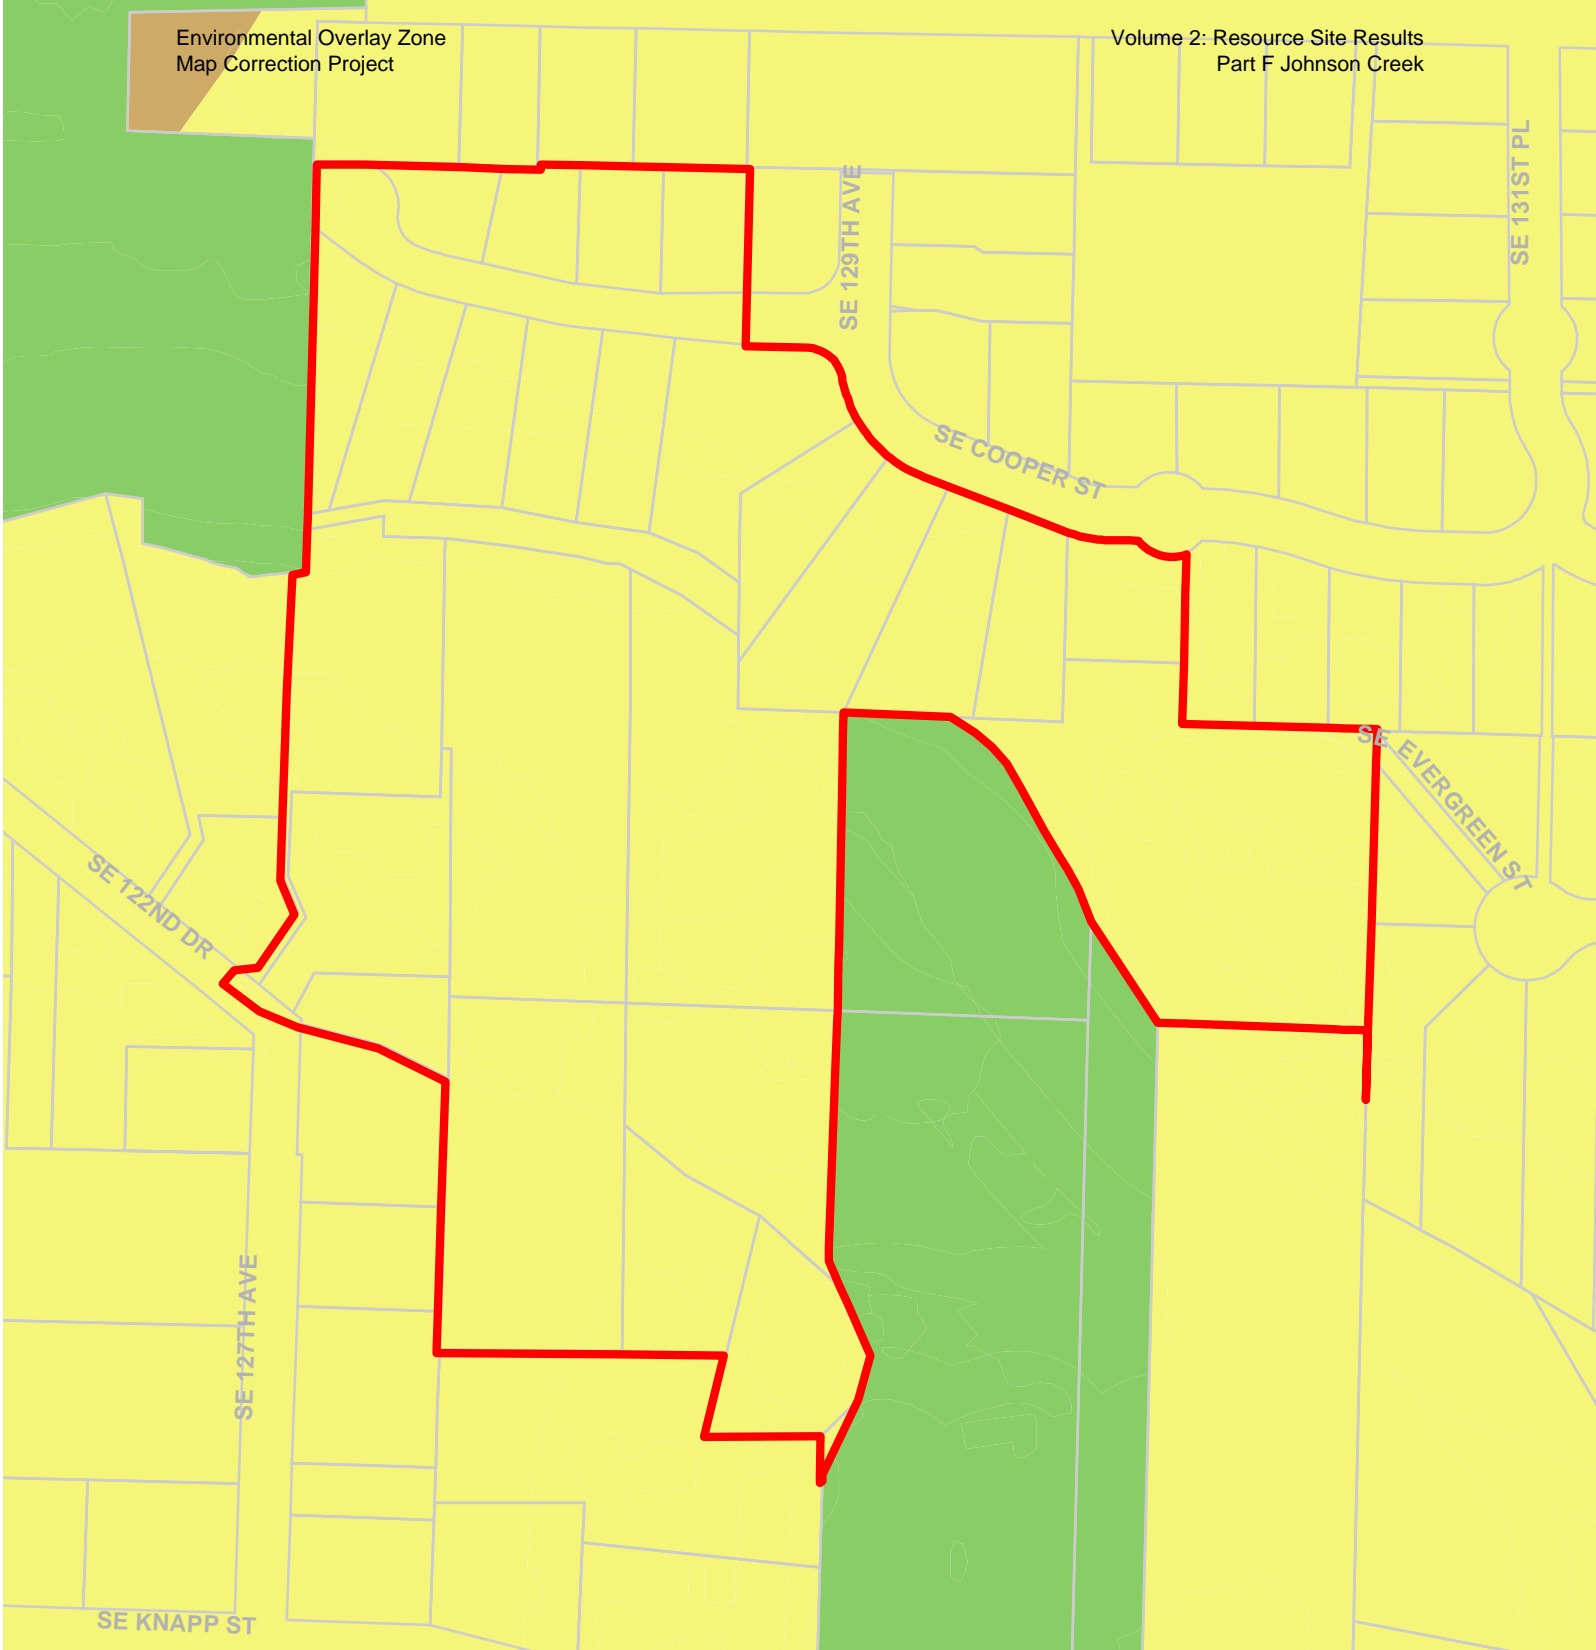 Environmental Overlay Zone
Map Correction Project
Volume 2: Resource Site Results
Part F Johnson Creek
SE 131ST PL
SE 129TH AVE
SE COOPER ST
SE EVERGREEN ST
SE 122ND DR
SE 127TH AVE
SE KNAPP ST